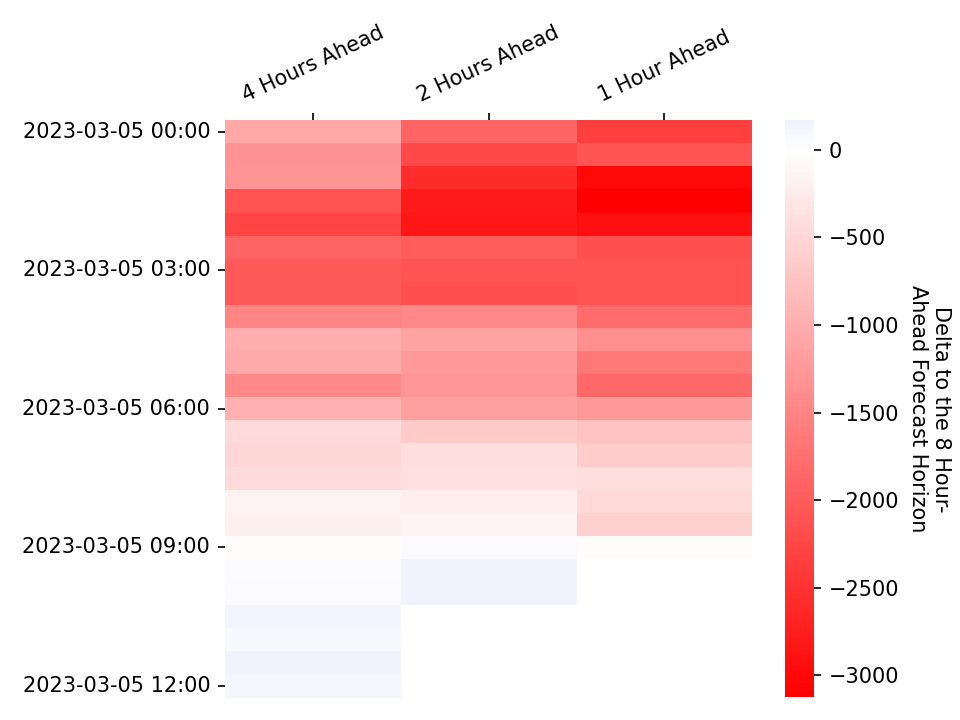 4 Hours Ahead
2 Hours Ahead
1 Hour Ahead
2023-03-05 00:00
2023-03-05 03:00
2023-03-05 06:00
2023-03-05 09:00
2023-03-05 12:00
0
−500
−1000
−1500
−2000
−2500
−3000
Delta to the 8 Hour-
Ahead Forecast Horizon